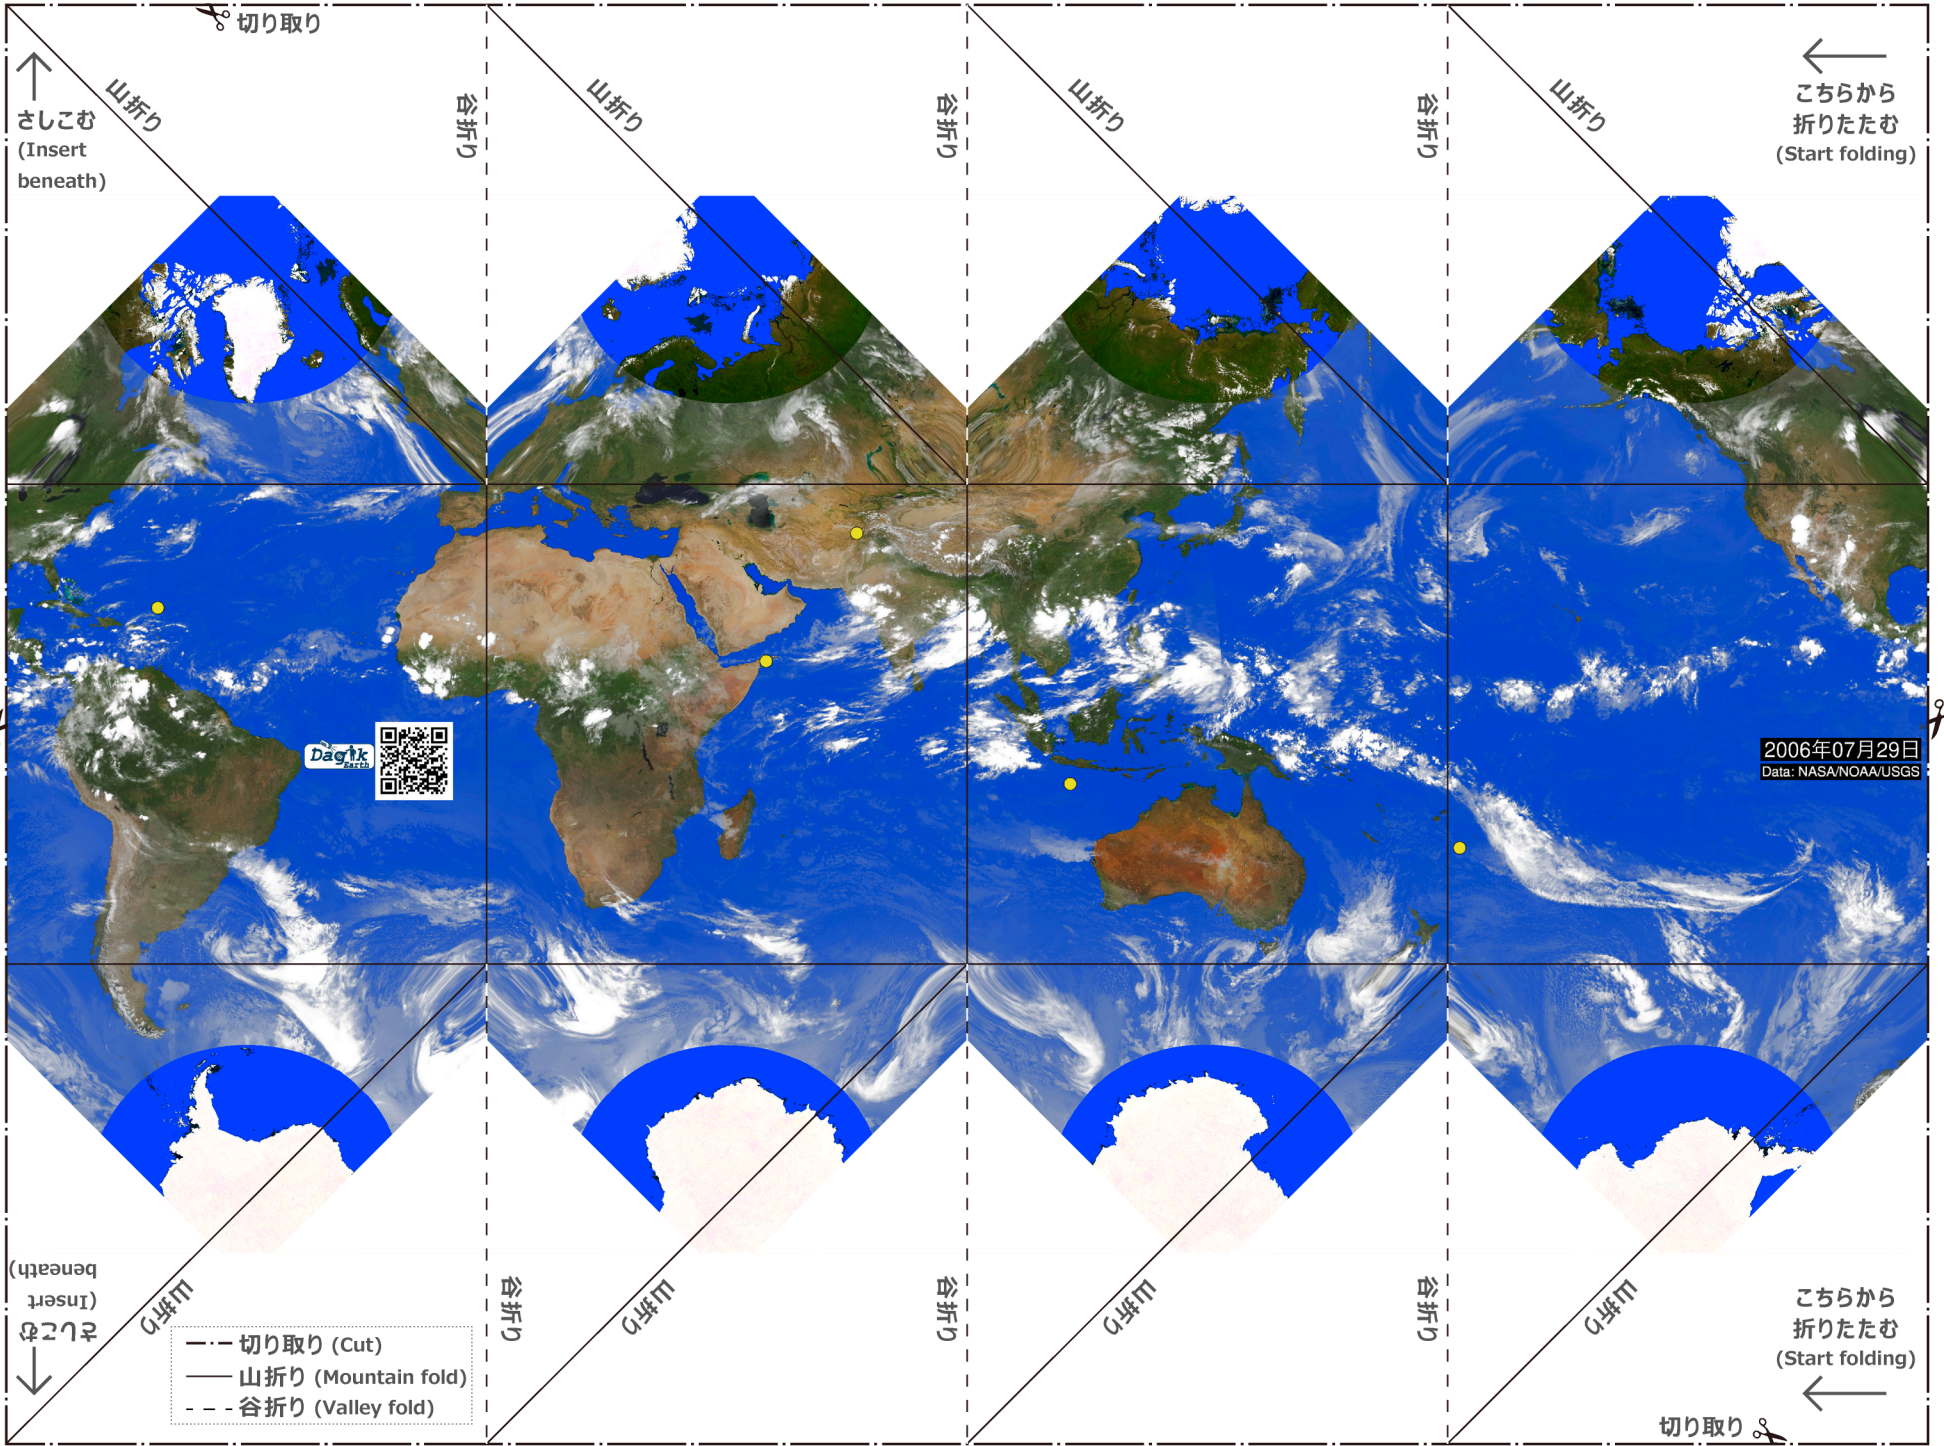 切り取り
山折り
谷折り
山折り
谷折り
山折り
谷折り
山折り
さしこむ
(Insert
beneath)
こちらから
折りたたむ
(Start folding)
Dagik
Earth
2006年07月29日
Data: NASA/NOAA/USGS
さしこむ
(Insert
beneath)
山折り
谷折り
山折り
谷折り
山折り
谷折り
山折り
こちらから
折りたたむ
(Start folding)
切り取り (Cut)
山折り (Mountain fold)
谷折り (Valley fold)
切り取り